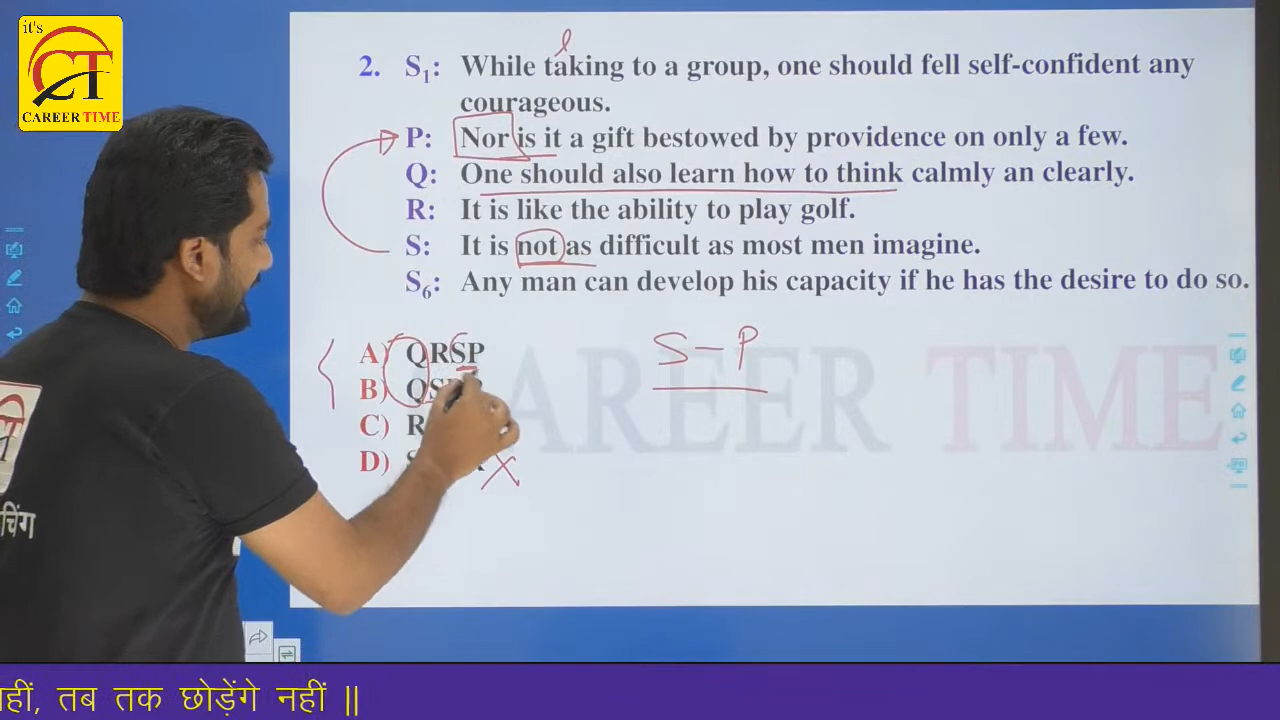 it's
CT
CAREER TIME
l
2. S1: While taking to a group, one should fell self-confident any
courageous.
P: Nor is it a gift bestowed by providence on only a few.
Q: One should also learn how to think calmly an clearly.
R: It is like the ability to play golf.
S: It is not as difficult as most men imagine.
S6: Any man can develop his capacity if he has the desire to do so.
A) QRSP
S - P
B)
C) R
D)
CAREER TIME
चिंग
नहीं, तब तक छोड़ेंगे नहीं ||